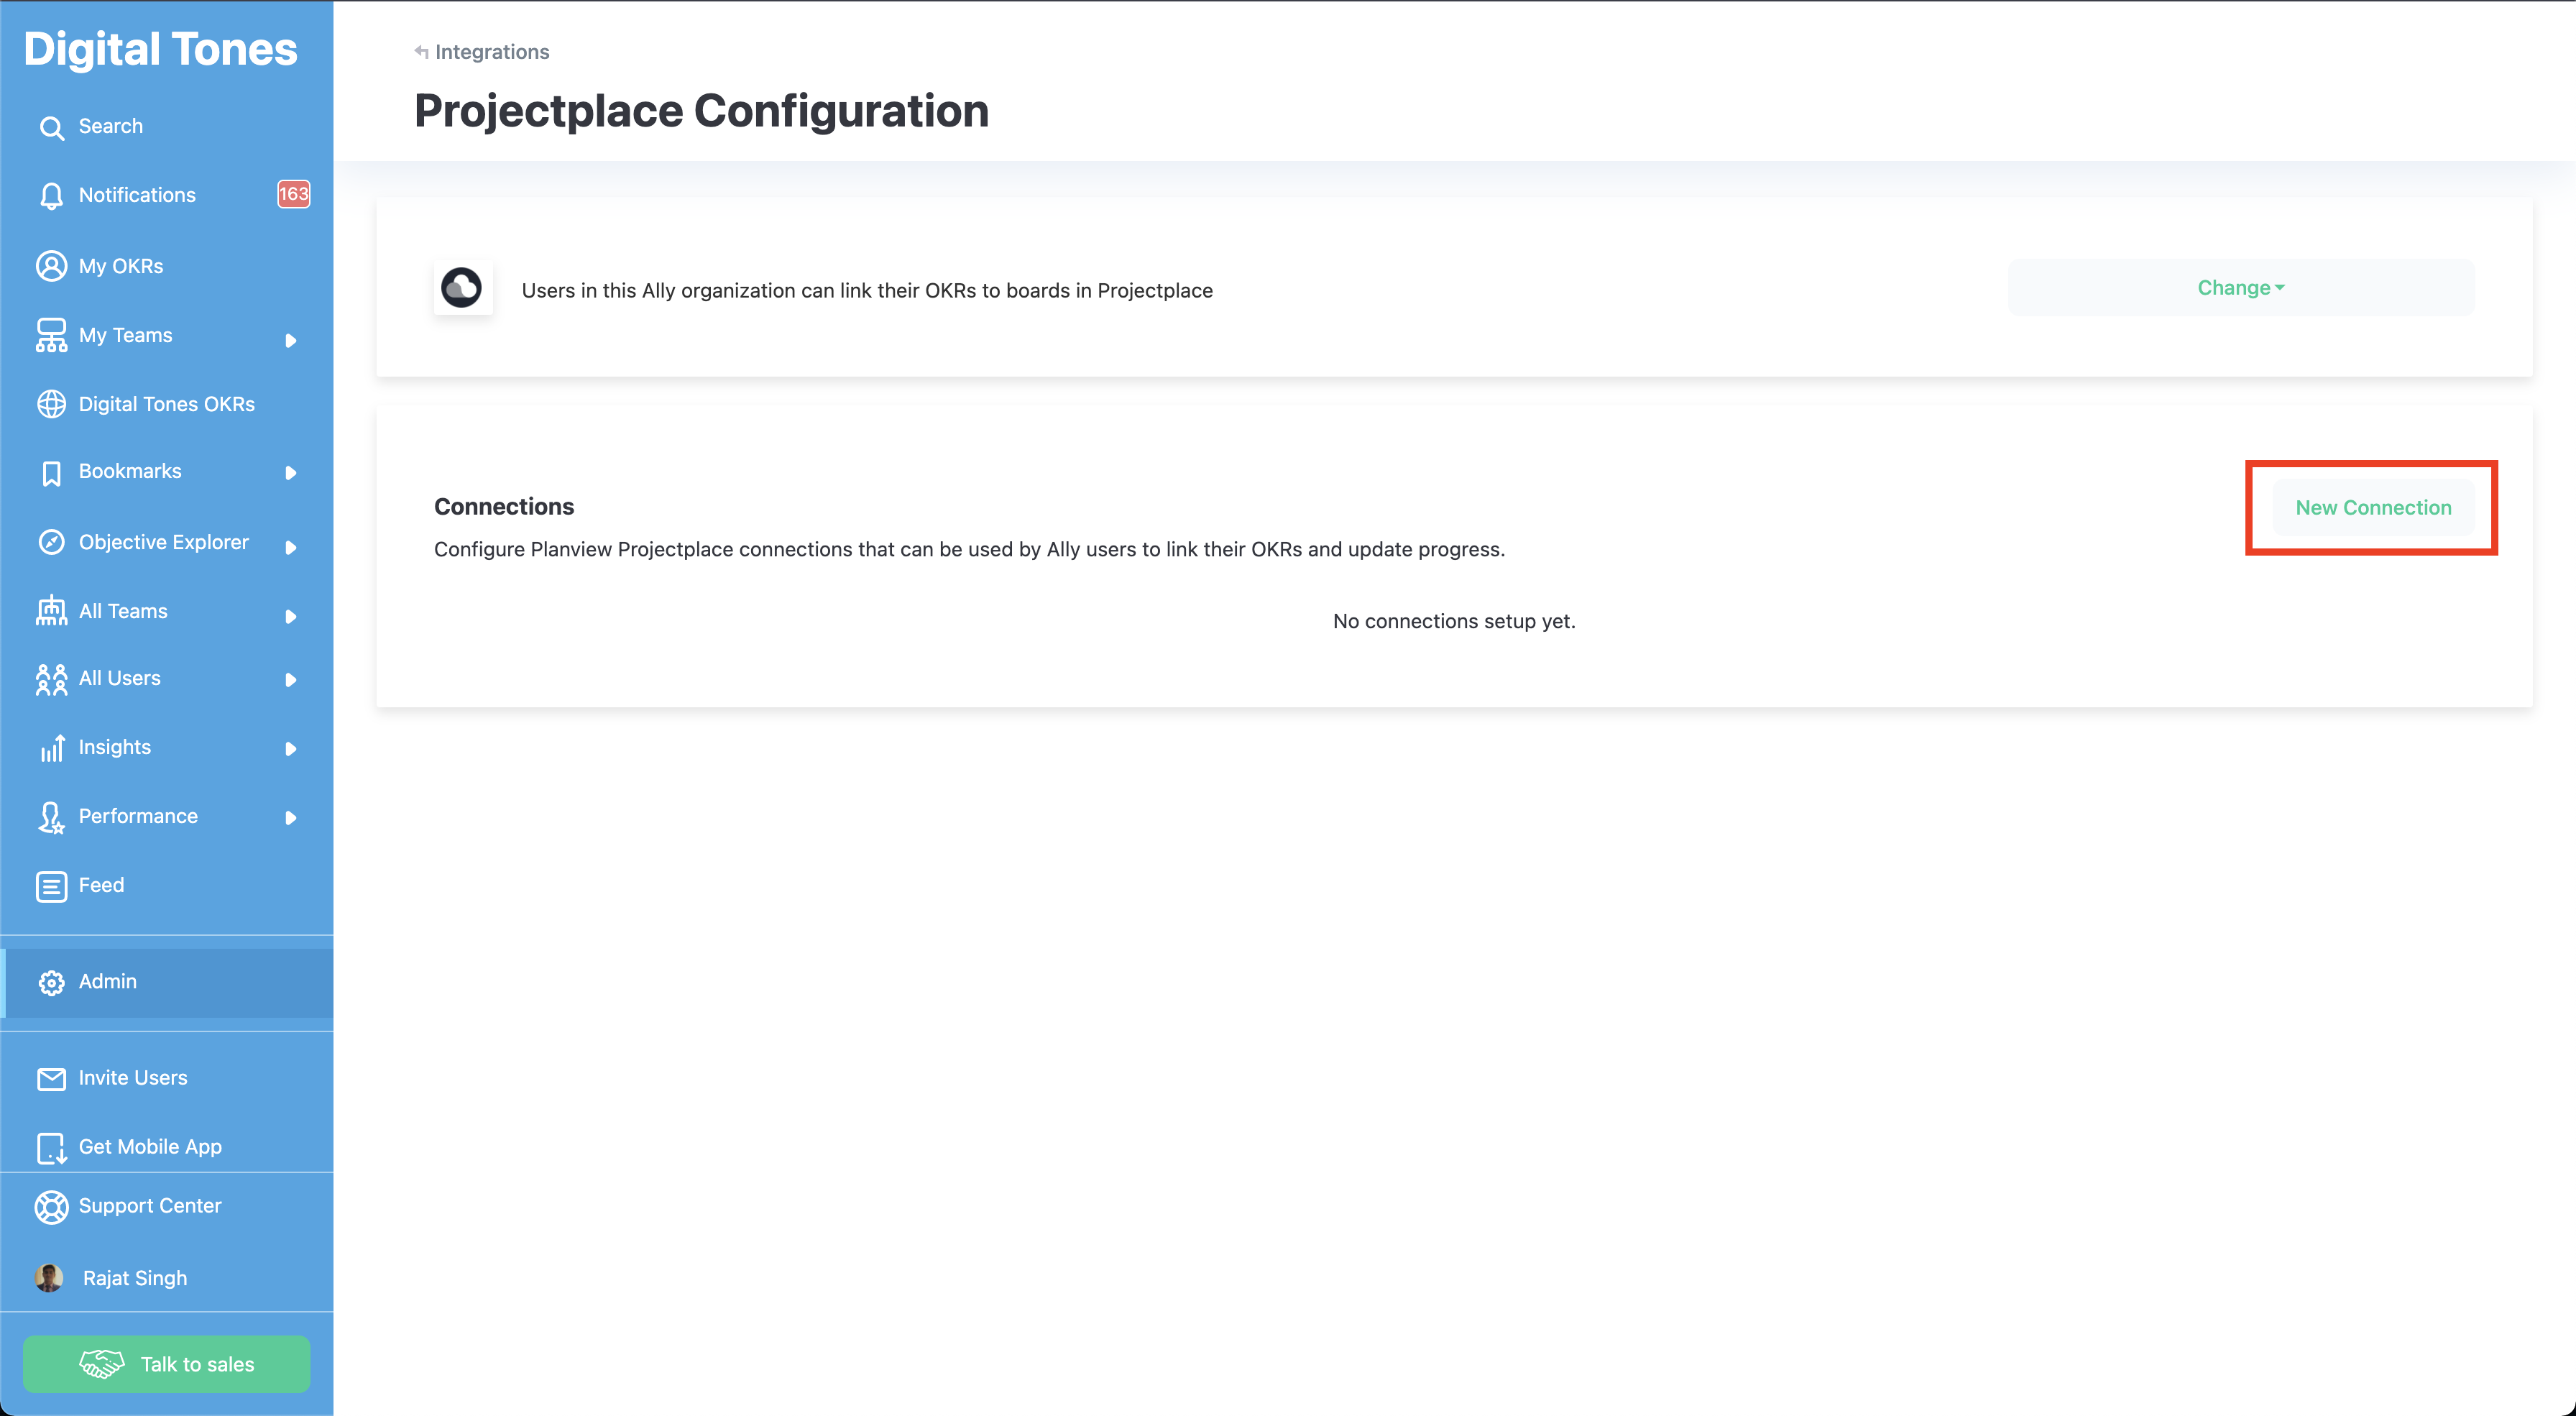 Digital Tones
Search
Notifications
163
My OKRs
My Teams
Digital Tones OKRs
Bookmarks
Objective Explorer
All Teams
All Users
Insights
Performance
Feed
Admin
Invite Users
Get Mobile App
Support Center
Rajat Singh
Talk to sales
Integrations
Projectplace Configuration
Users in this Ally organization can link their OKRs to boards in Projectplace
Change
Connections
New Connection
Configure Planview Projectplace connections that can be used by Ally users to link their OKRs and update progress.
No connections setup yet.